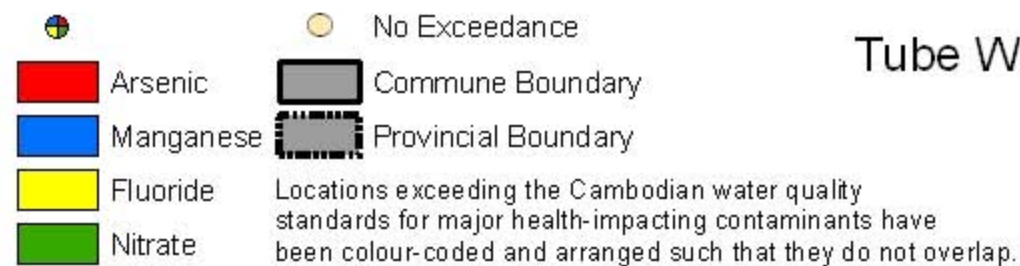 No Exceedance
Tube W
Arsenic
Commune Boundary
Manganese
Provincial Boundary
Fluoride
Locations exceeding the Cambodian water quality
standards for major health-impacting contaminants have
Nitrate
been colour-coded and arranged such that they do not overlap.